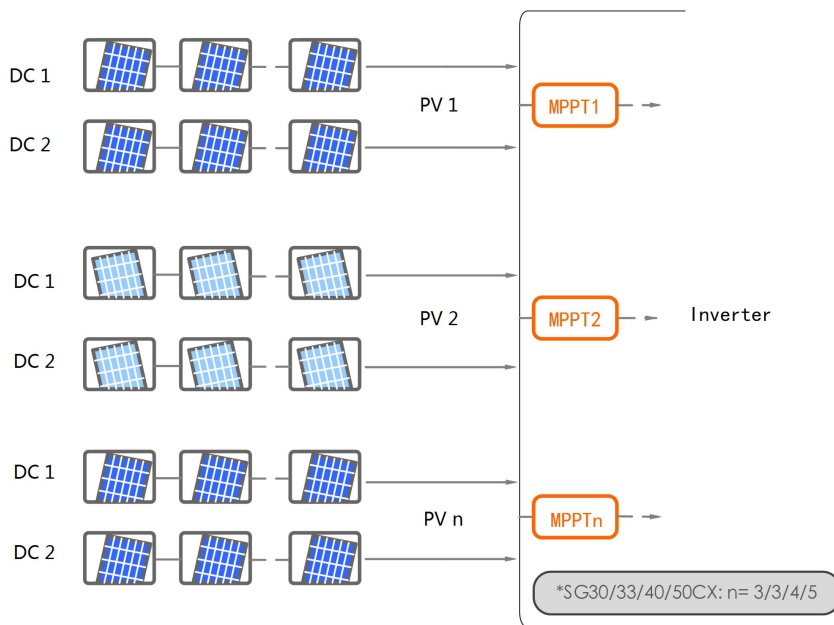 DC 1
PV 1
MPPT1
DC 2
DC 1
PV 2
MPPT2
Inverter
DC 2
DC 1
PV n
MPPTn
DC 2
*SG30/33/40/50CX: n= 3/3/4/5